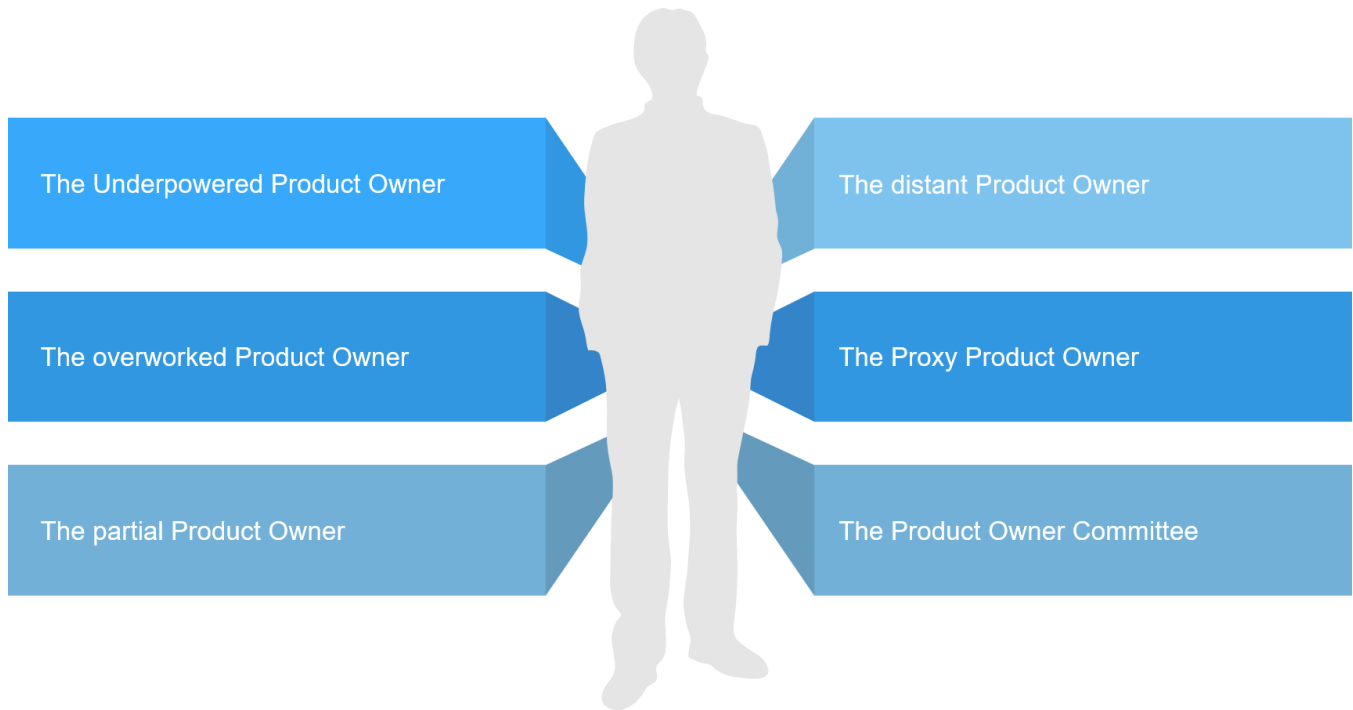 The Underpowered Product Owner
The distant Product Owner
The overworked Product Owner
The Proxy Product Owner
The partial Product Owner
The Product Owner Committee